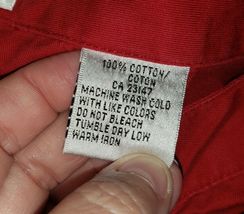 100% COTTON/
COTON
CA 23147
MACHINE WASH COLD
WITH LIKE COLORS
DO NOT BLEACH
TUMBLE DRY LOW
WARM IRON